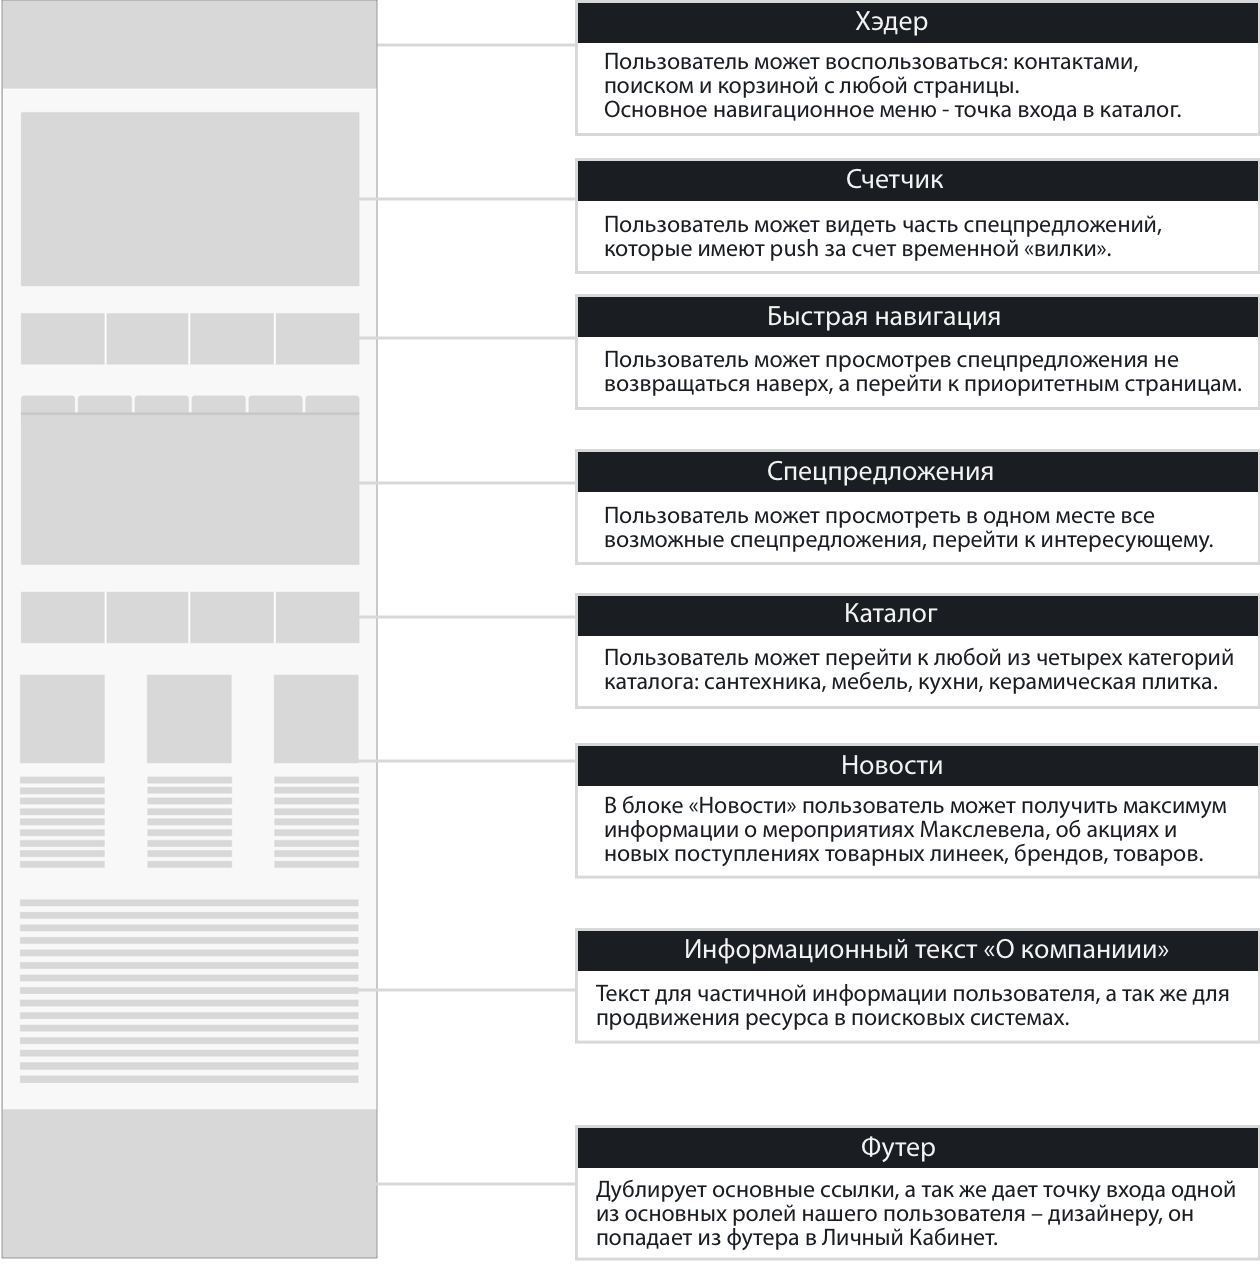 Хэдер
Пользователь может воспользоваться: контактами,
поиском и корзиной с любой страницы.
Основное навигационное меню - точка входа в каталог.
Счетчик
Пользователь может видеть часть спецпредложений,
которые имеют push за счет временной «вилки».
Быстрая навигация
Пользователь может просмотрев спецпредложения не
возвращаться наверх, а перейти к приоритетным страницам.
Спецпредложения
Пользователь может просмотреть в одном месте все
возможные спецпредложения, перейти к интересующему.
Каталог
Пользователь может перейти к любой из четырех категорий
каталога: сантехника, мебель, кухни, керамическая плитка.
Новости
В блоке «Новости» пользователь может получить максимум
информации о мероприятиях Макслевела, об акциях и
новых поступлениях товарных линеек, брендов, товаров.
Информационный текст «О компаниии»
Текст для частичной информации пользователя, а так же для
продвижения ресурса в поисковых системах.
Футер
Дублирует основные ссылки, а так же дает точку входа одной
из основных ролей нашего пользователя – дизайнеру, он
попадает из футера в Личный Кабинет.